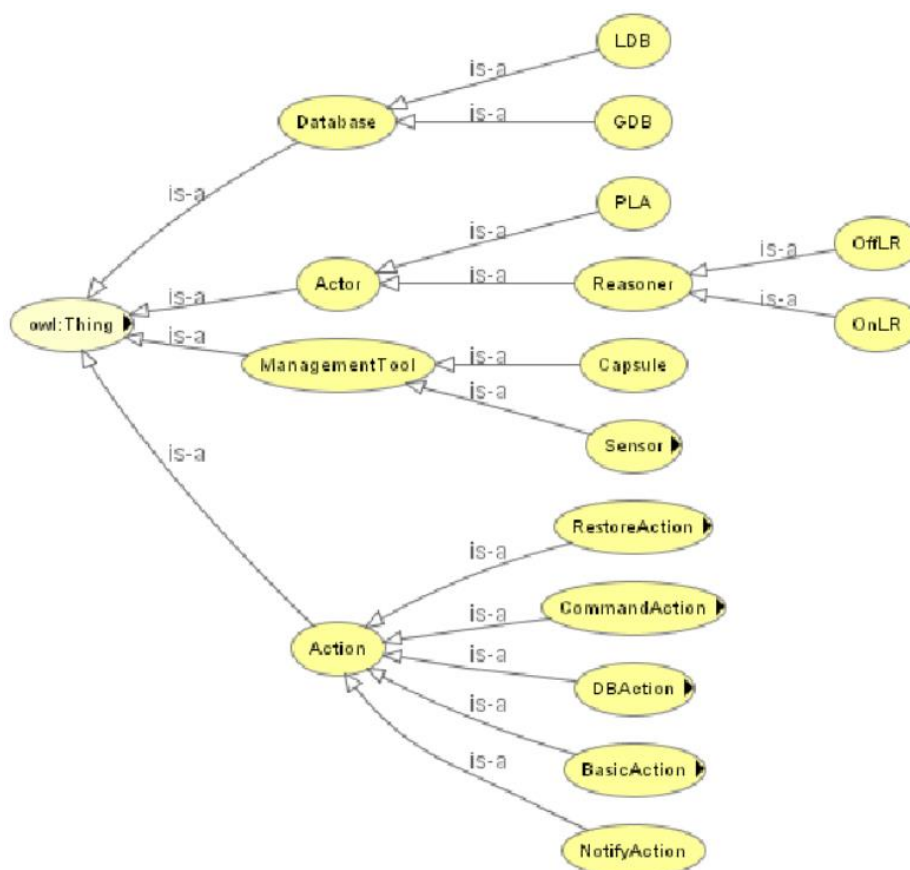 LDB
is-a
Database
is-a
GDB
is-a
PLA
is-a
OffLR
is-a
Actor
is-a
Reasoner
is-a
is-a
OnLR
owl:Thing
is-a
ManagementTool
is-a
Capsule
is-a
Sensor
is-a
RestoreAction
is-a
CommandAction
is-a
Action
is-a
DBAction
is-a
BasicAction
is-a
NotifyAction